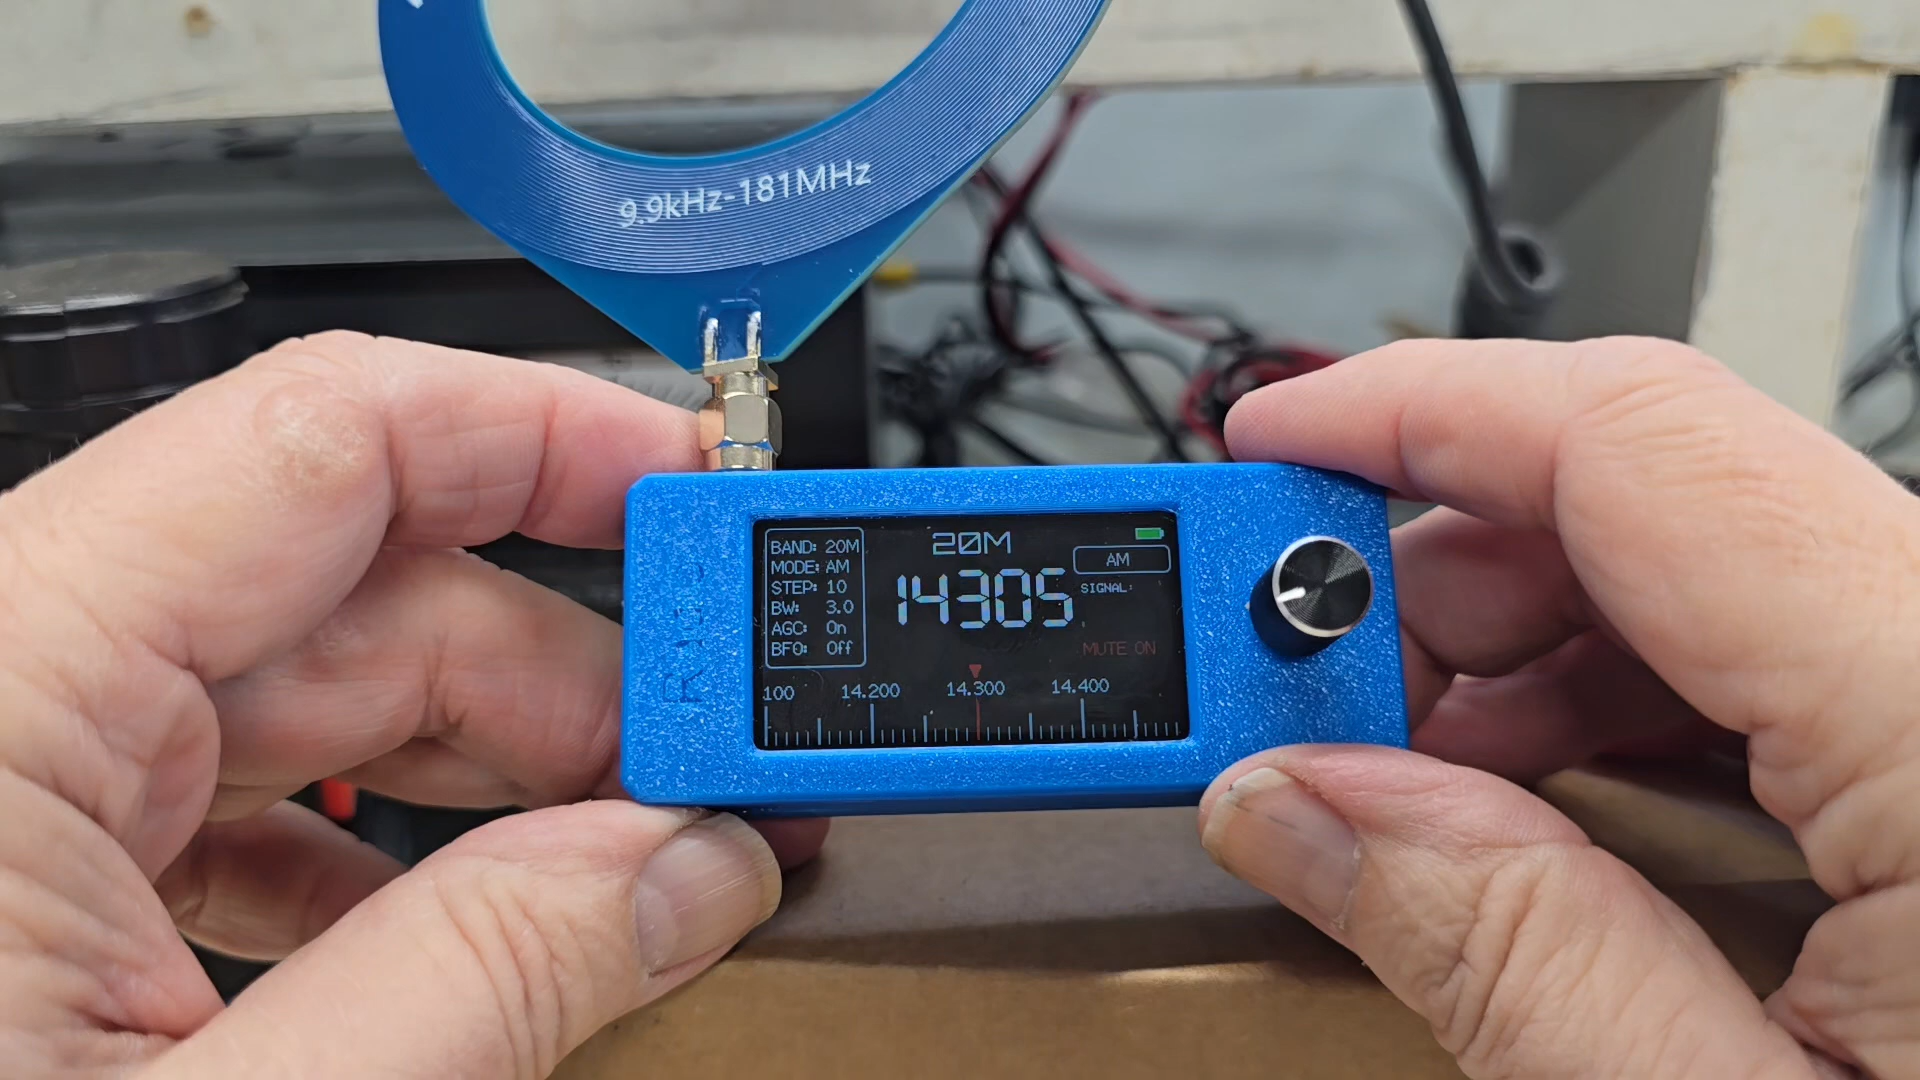 9.9kHz-181MHz
BAND: 20M
MODE: AM
STEP: 10
BW: 3.0
AGC: On
BFO: Off
20M
14305
AM
SIGNAL:
MUTE ON
100 14.200 14.300 14.400